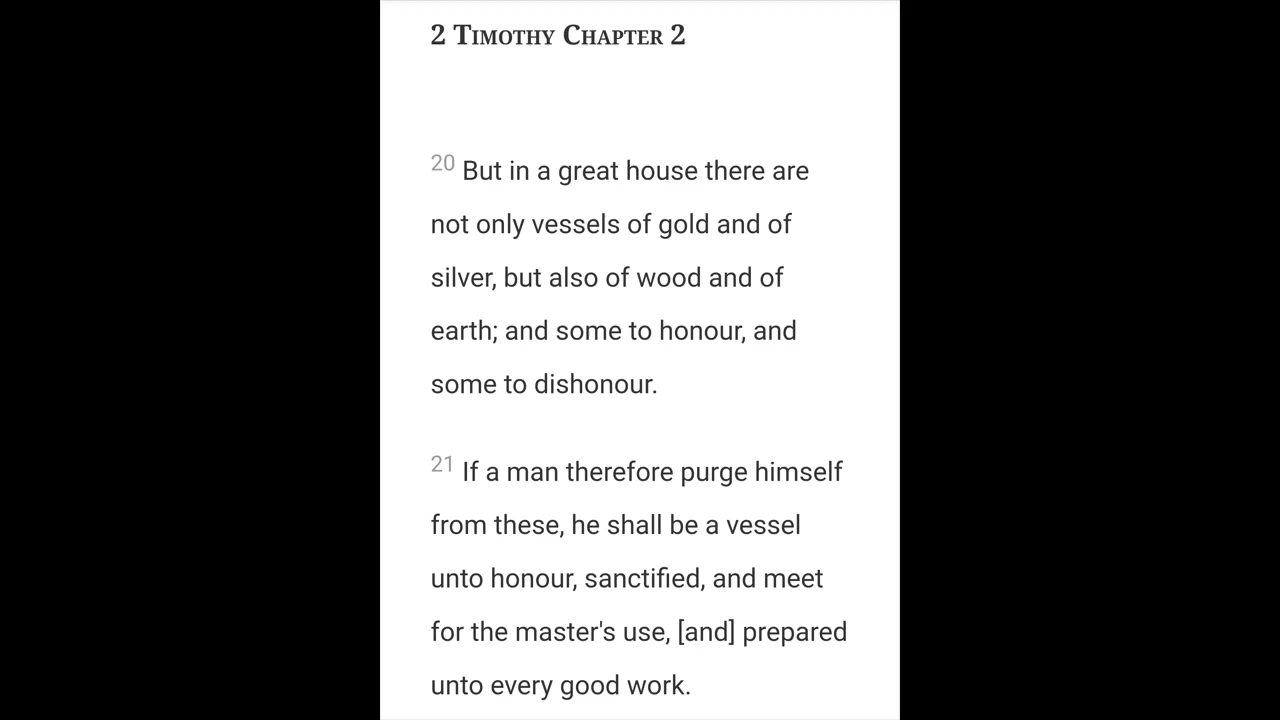 2 Timothy Chapter 2
20 But in a great house there are
not only vessels of gold and of
silver, but also of wood and of
earth; and some to honour, and
some to dishonour.
21 If a man therefore purge himself
from these, he shall be a vessel
unto honour, sanctified, and meet
for the master's use, [and] prepared
unto every good work.